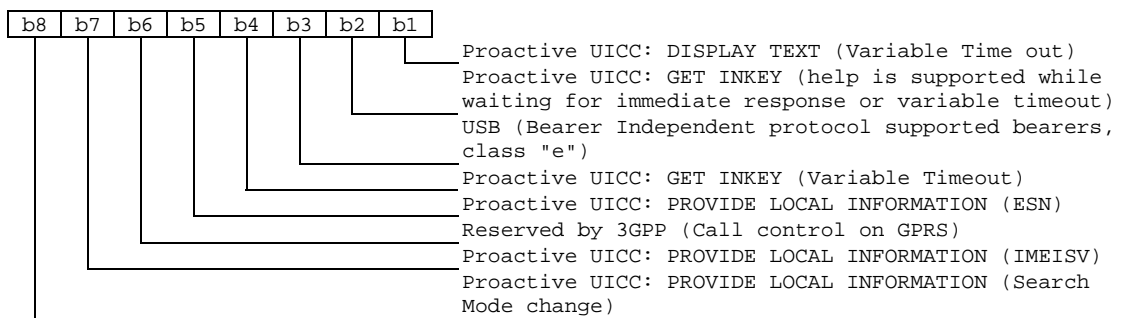 b8 b7 b6 b5 b4 b3 b2 b1
Proactive UICC: DISPLAY TEXT (Variable Time out)
Proactive UICC: GET INKEY (help is supported while
waiting for immediate response or variable timeout)
USB (Bearer Independent protocol supported bearers,
class "e")
Proactive UICC: GET INKEY (Variable Timeout)
Proactive UICC: PROVIDE LOCAL INFORMATION (ESN)
Reserved by 3GPP (Call control on GPRS)
Proactive UICC: PROVIDE LOCAL INFORMATION (IMEISV)
Proactive UICC: PROVIDE LOCAL INFORMATION (Search
Mode change)